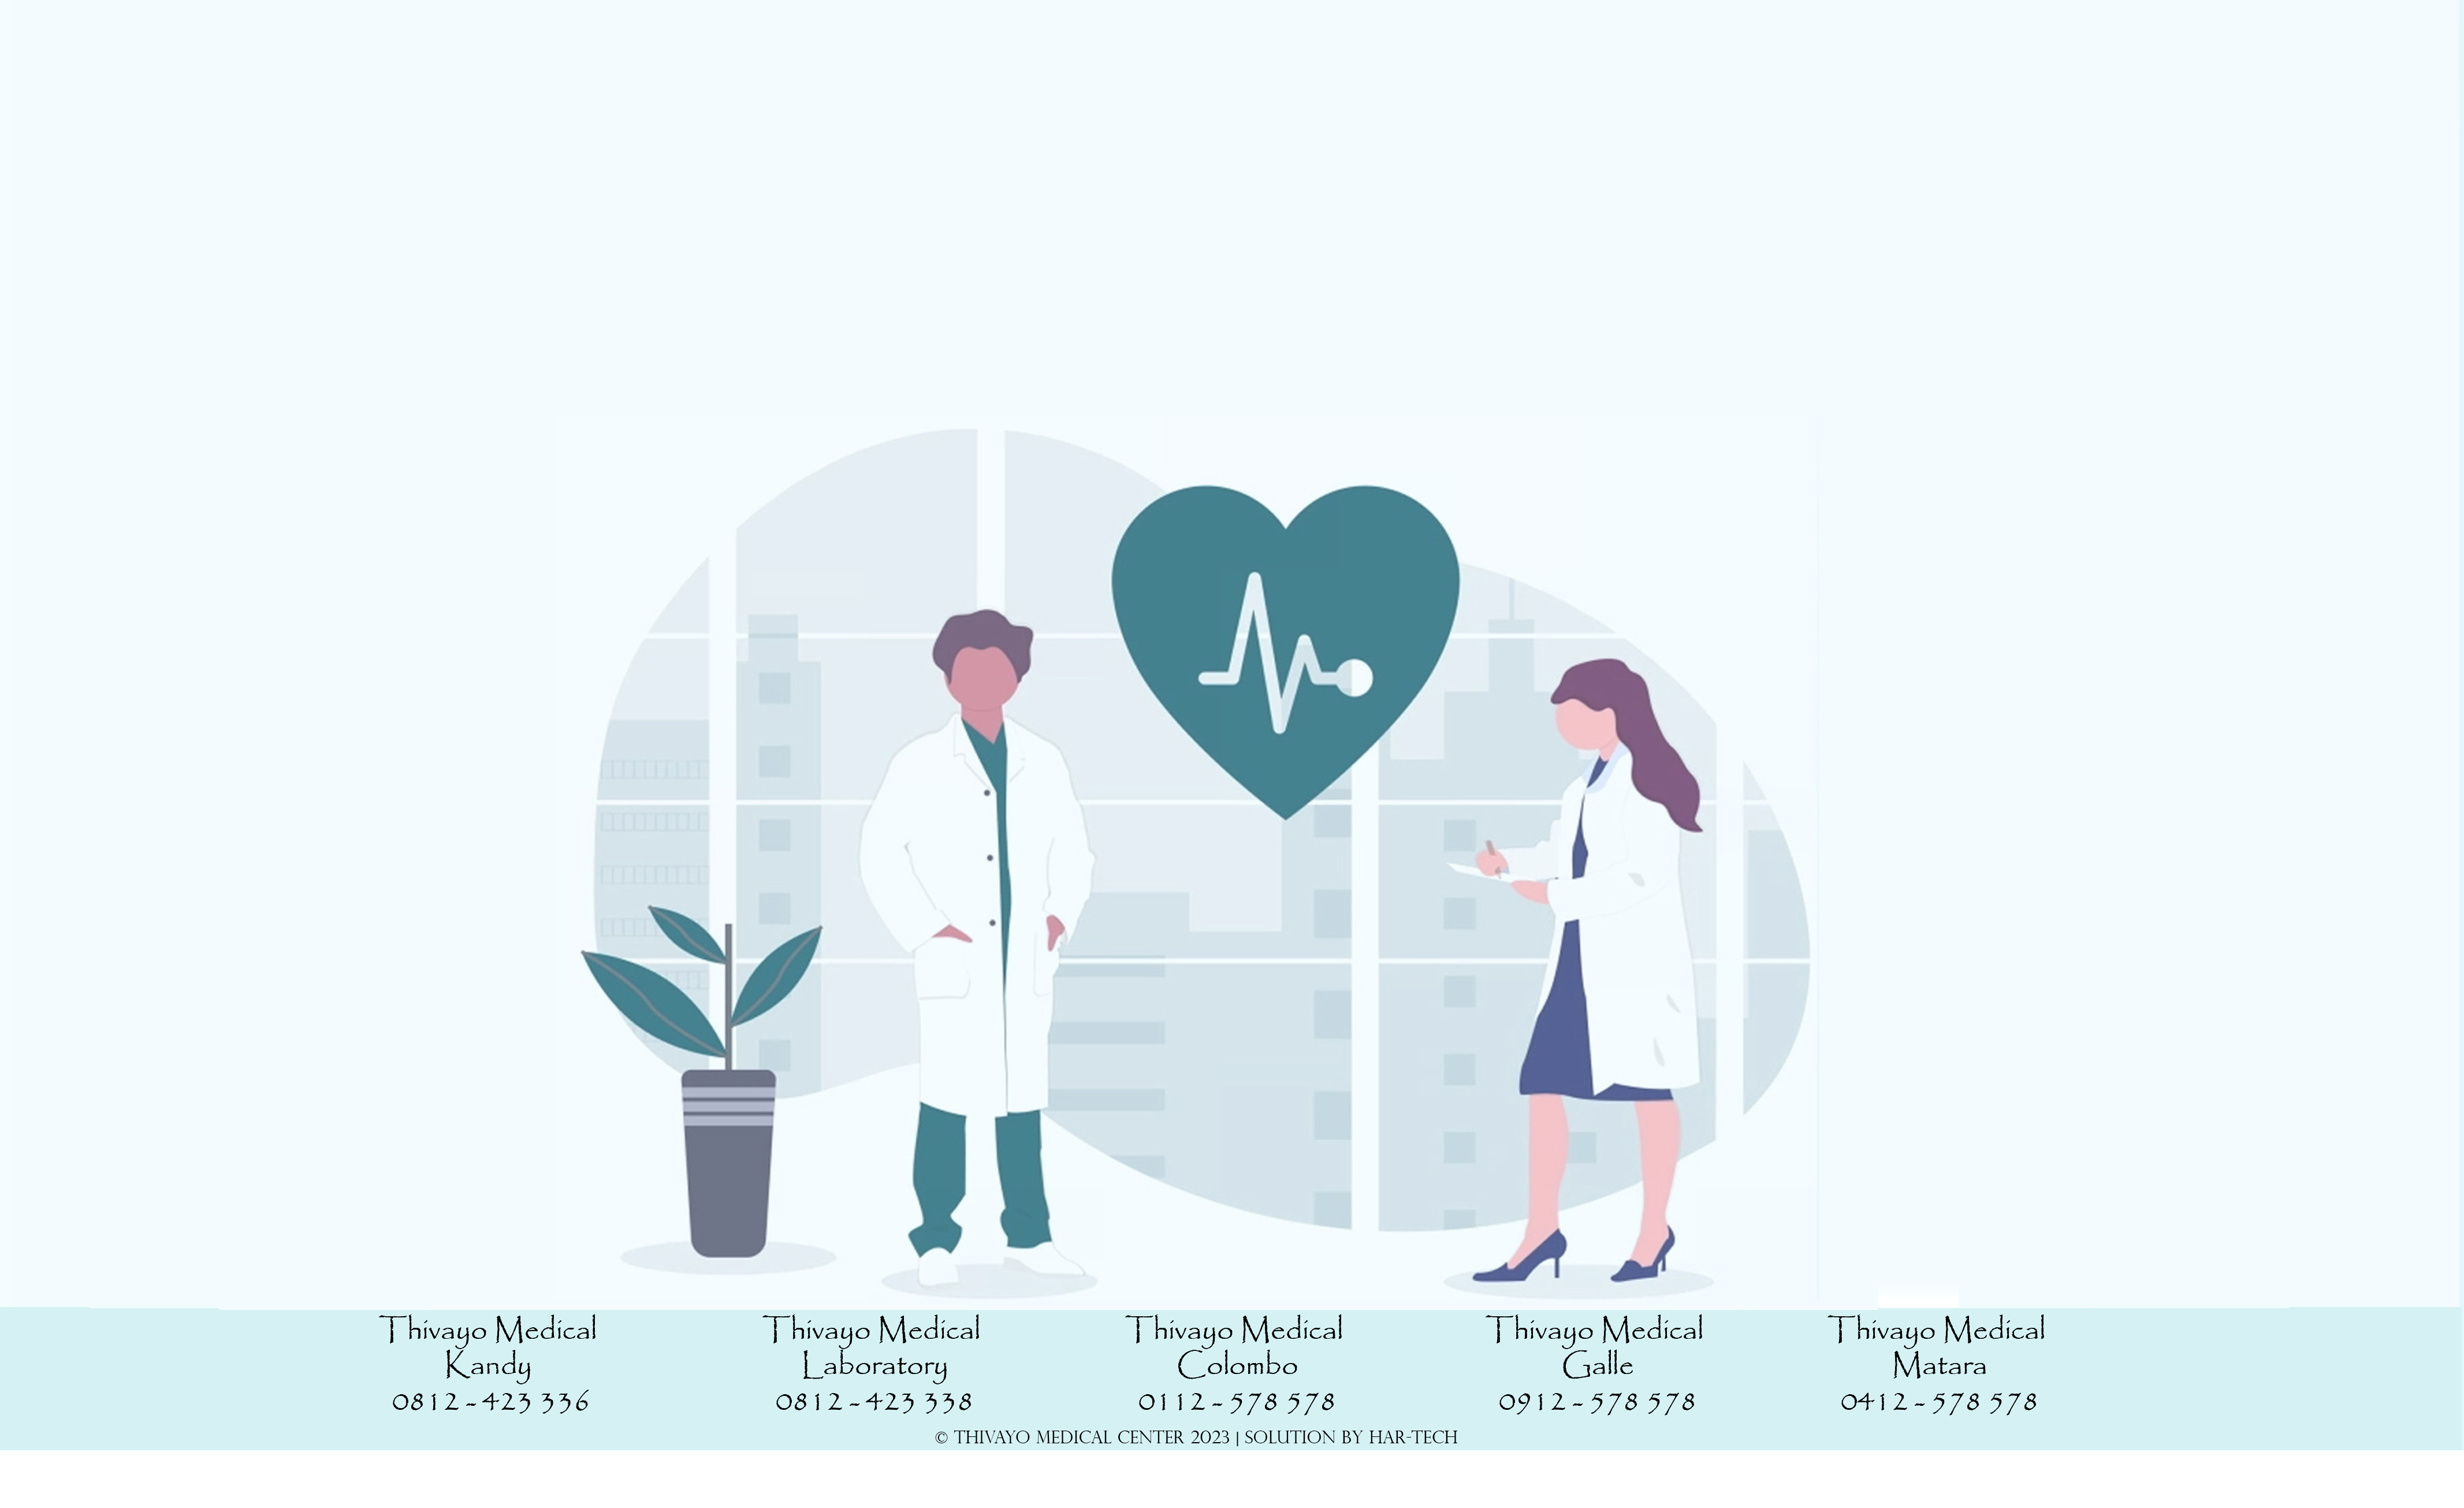 Thivayo Medical
Kandy
0812-423 336
Thivayo Medical
Laboratory
0812-423 338
Thivayo Medical
Colombo
0112-578 578
Thivayo Medical
Galle
0912-578 578
Thivayo Medical
Matara
0412-578 578
© THIVAYO MEDICAL CENTER 2023 | SOLUTION BY HAR-TECH